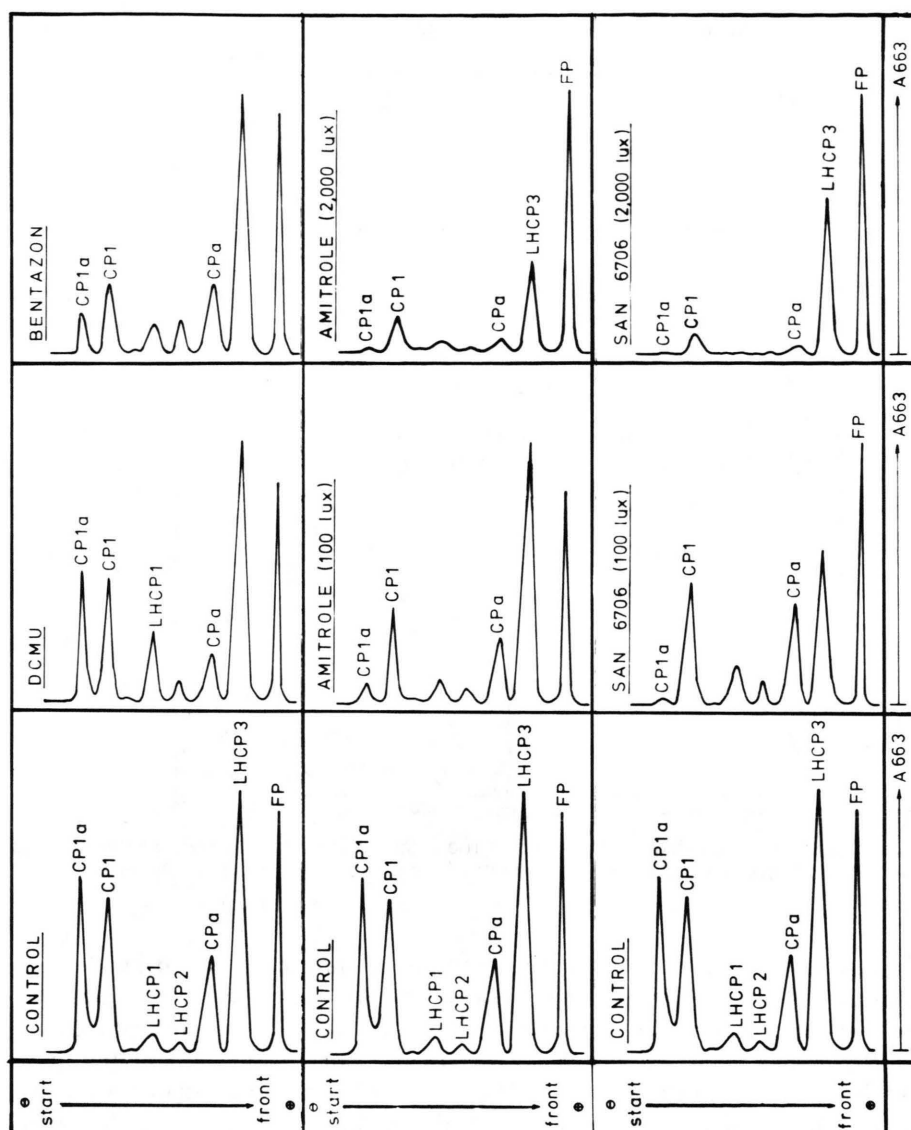 ⊖
start
front
⊕
CONTROL
CP1a
CP1
LHCP1
LHCP2
CPa
LHCP3
FP
DCMU
CP1a
CP1
LHCP1
CPa
BENTAZON
CP1a
CP1
CPa
⊖
start
front
⊕
CONTROL
CP1a
CP1
LHCP1
LHCP2
CPa
LHCP3
FP
AMITROLE (100 lux)
CP1a
CP1
CPa
AMITROLE (2,000 lux)
CP1a
CP1
CPa
LHCP3
FP
⊖
start
front
⊕
CONTROL
CP1a
CP1
LHCP1
LHCP2
CPa
LHCP3
FP
SAN 6706 (100 lux)
CP1a
CP1
CPa
FP
SAN 6706 (2,000 lux)
CP1a
CP1
CPa
LHCP3
FP
A663
A663
A663